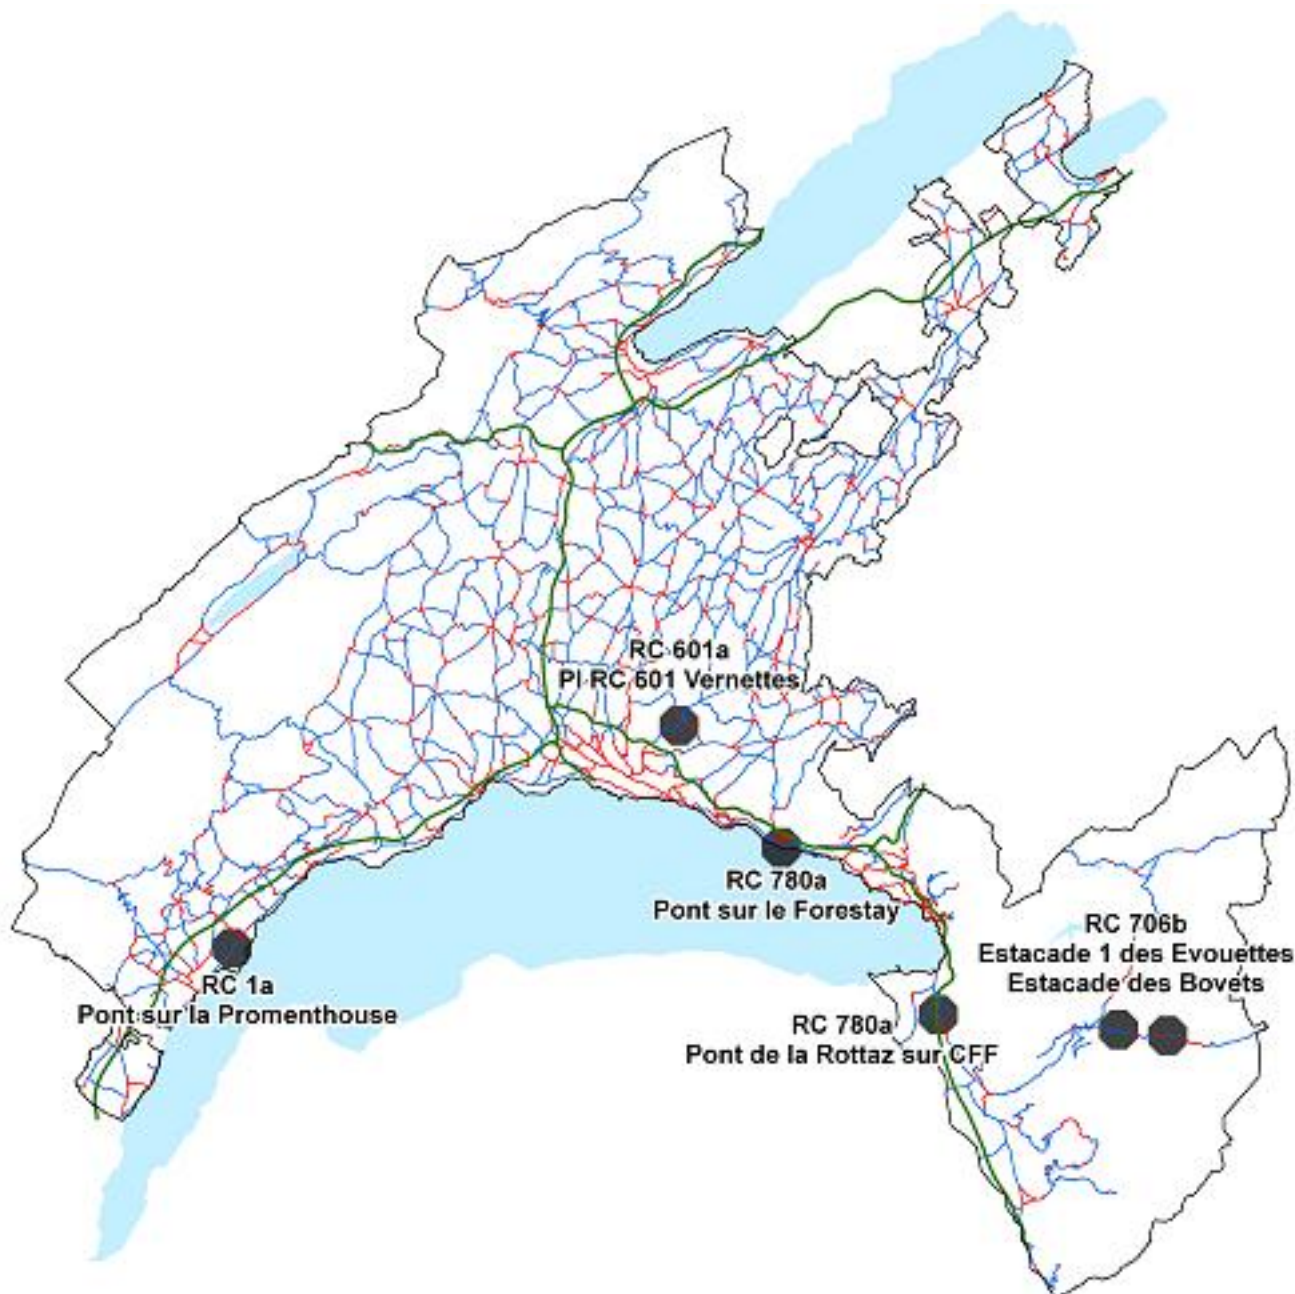 RC 601a
PI RC 601 Vernettes
RC 780a
Pont sur le Forestay
RC 706b
Estacade 1 des Evouettes
Estacade des Bovets
RC 1a
Pont sur la Promenthouse
RC 780a
Pont de la Rottaz sur CFF